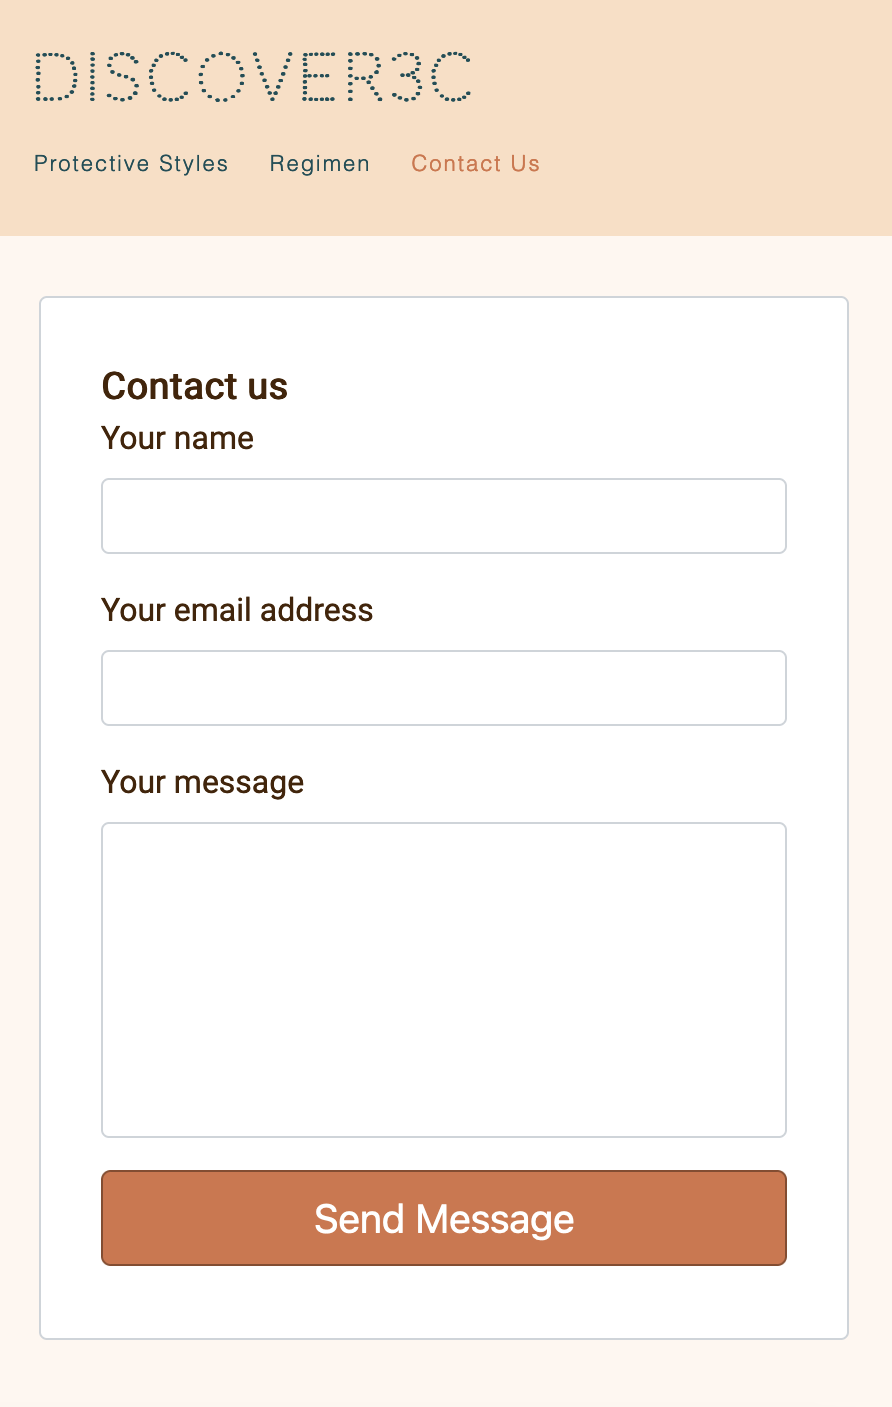 DISCOVER3C
Protective Styles Regimen Contact Us
Contact us
Your name
Your email address
Your message
Send Message